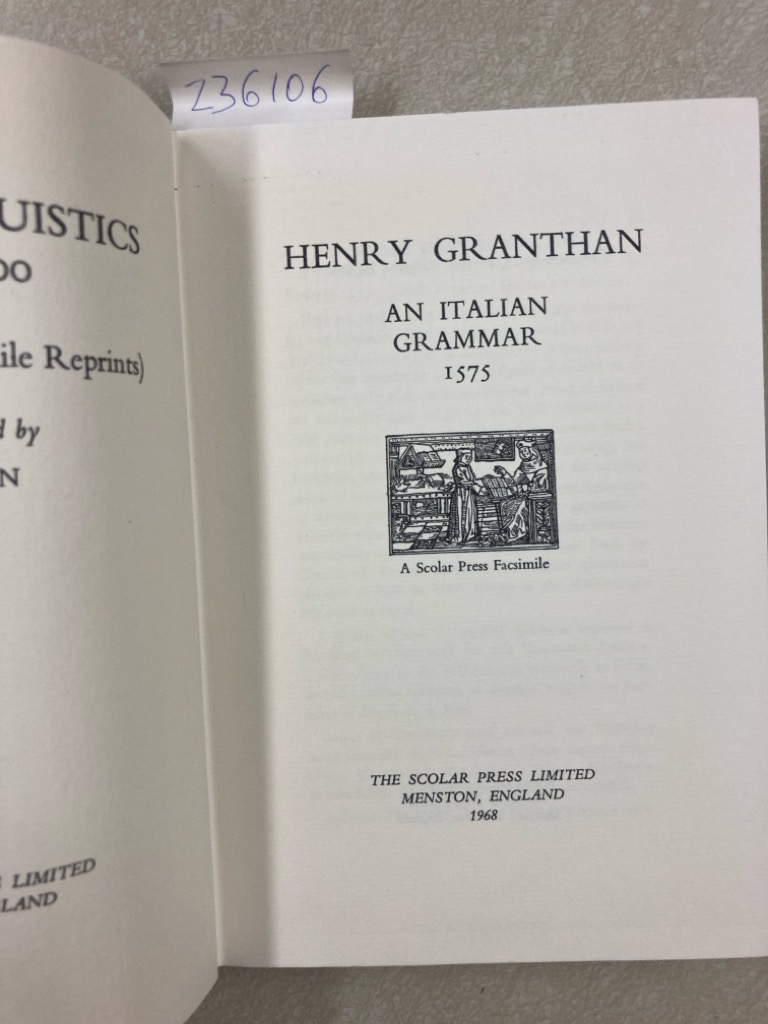 236106
UISTICS
OO
ile Reprints)
d by
N
LIMITED
LAND
HENRY GRANTHAN
AN ITALIAN
GRAMMAR
1575
A Scolar Press Facsimile
THE SCOLAR PRESS LIMITED
MENSTON, ENGLAND
1968